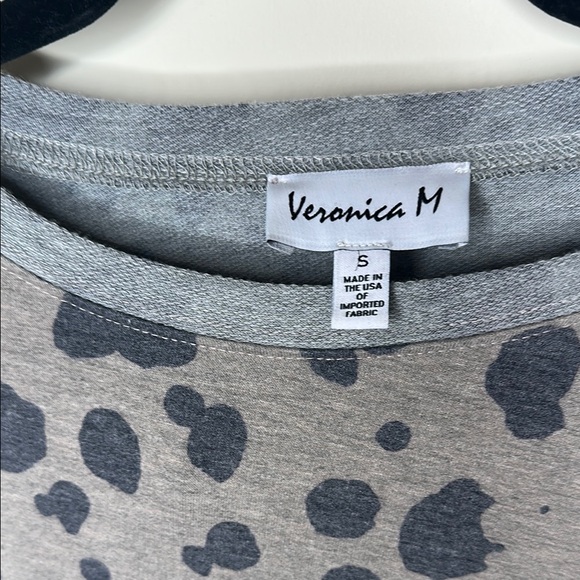 Veronica M
S
MADE IN
THE USA
OF
IMPORTED
FABRIC